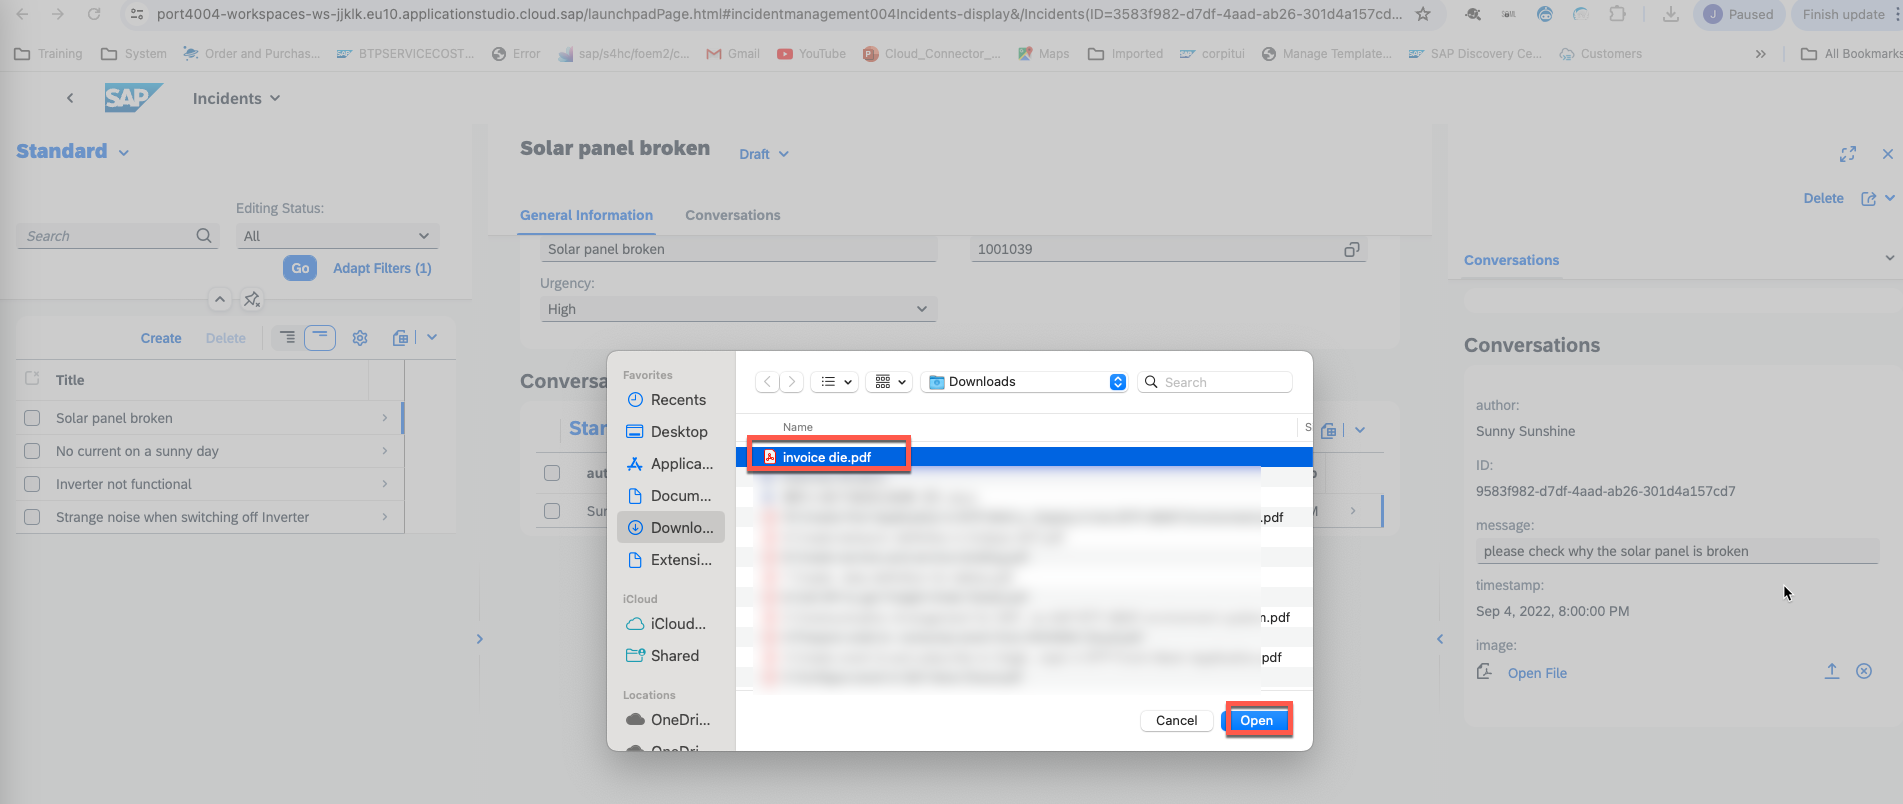 port4004-workspaces-ws-jjklk.eu10.applicationstudio.cloud.sap/launchpadPage.html#incidentmanagement004Incidents-display&/Incidents(ID=3583f982-d7df-4aad-ab26-301d4a157cd...
J Paused
Finish update
Training
System
Order and Purchas...
BTPSERVICECOST...
Error
sap/s4hc/foem2/c...
Gmail
YouTube
Cloud_Connector_...
Maps
Imported
corpitui
Manage Template...
SAP Discovery Ce...
Customers
All Bookmarks
SAP
Incidents
Standard
Editing Status:
Search
All
Go
Adapt Filters (1)
Create
Delete
Title
Solar panel broken
No current on a sunny day
Inverter not functional
Strange noise when switching off Inverter
Solar panel broken
Draft
General Information
Conversations
Solar panel broken
1001039
Urgency:
High
Conversa
Star
aut
Su
M
Favorites
Recents
Desktop
Applica...
Docum...
Downlo...
Extensi...
iCloud
iCloud...
Shared
Locations
OneDri...
OneDri...
Downloads
Search
Name
S
invoice die.pdf
.pdf
n.pdf
pdf
Cancel
Open
Delete
Conversations
Conversations
author:
Sunny Sunshine
ID:
9583f982-d7df-4aad-ab26-301d4a157cd7
message:
please check why the solar panel is broken
timestamp:
Sep 4, 2022, 8:00:00 PM
image:
Open File